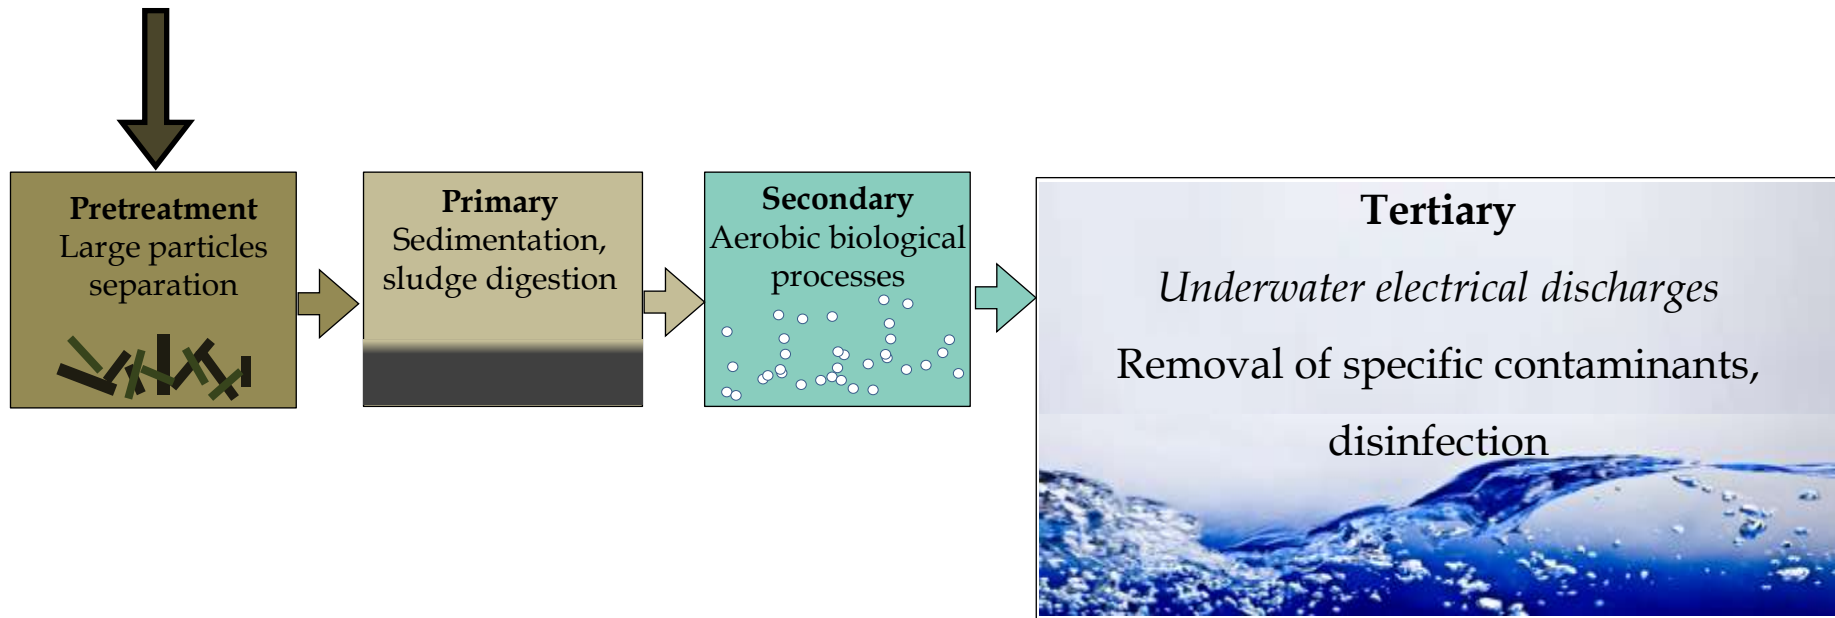 Pretreatment
Large particles
separation
Primary
Sedimentation,
sludge digestion
Secondary
Aerobic biological
processes
Tertiary
Underwater electrical discharges
Removal of specific contaminants,
disinfection